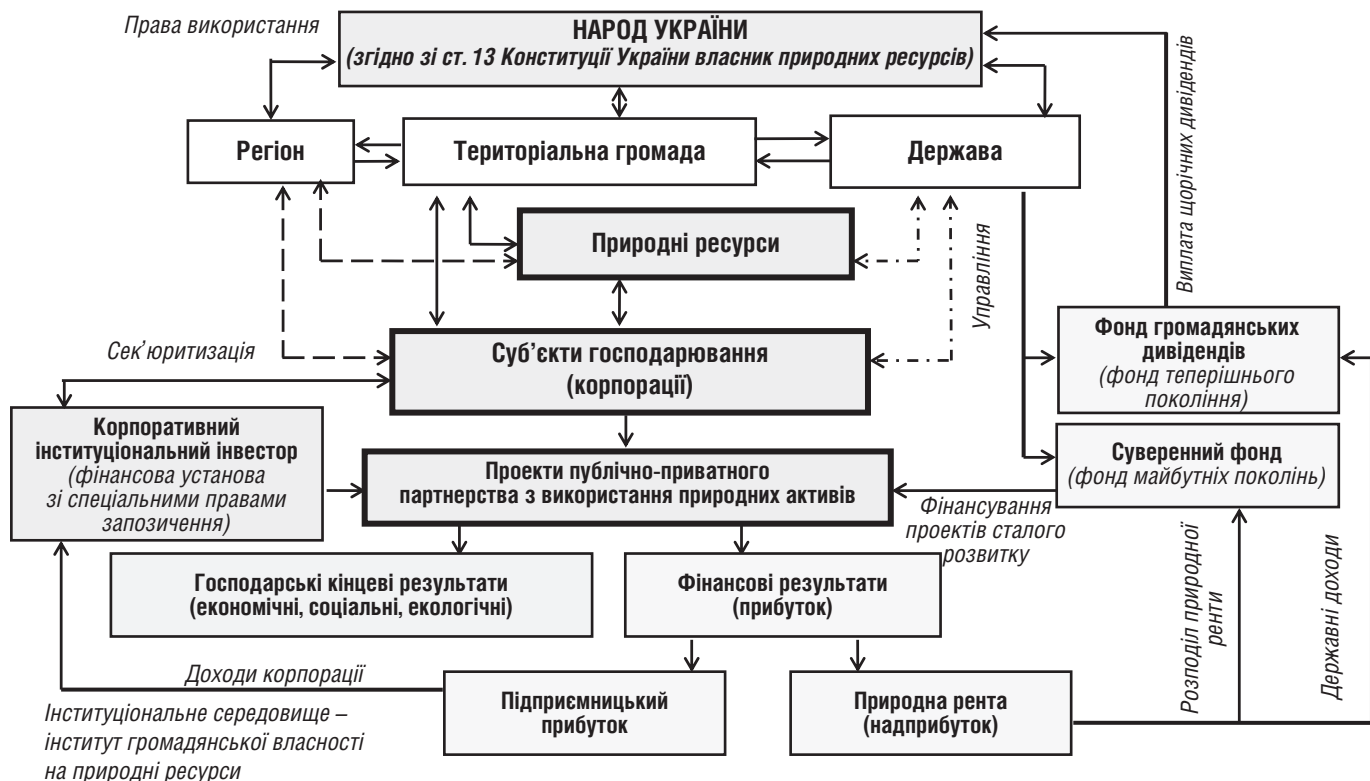 Права використання
НАРОД УКРАЇНИ
(згідно зі ст. 13 Конституції України власник природних ресурсів)
Регіон
Територіальна громада
Держава
Природні ресурси
Управління
Виплата щорічних дивідендів
Сек’юритизація
Суб’єкти господарювання
(корпорації)
Фонд громадянських
дивідендів
(фонд теперішнього
покоління)
Корпоративний
інституціональний інвестор
(фінансова установа
зі спеціальними правами
запозичення)
Проекти публічно-приватного
партнерства з використання природних активів
Суверенний фонд
(фонд майбутніх поколінь)
Фінансування
проектів сталого
розвитку
Господарські кінцеві результати
(економічні, соціальні, екологічні)
Фінансові результати
(прибуток)
Розподіл природної
ренти
Державні доходи
Доходи корпорації
Підприємницький
прибуток
Природна рента
(надприбуток)
Інституціональне середовище –
інститут громадянської власності
на природні ресурси